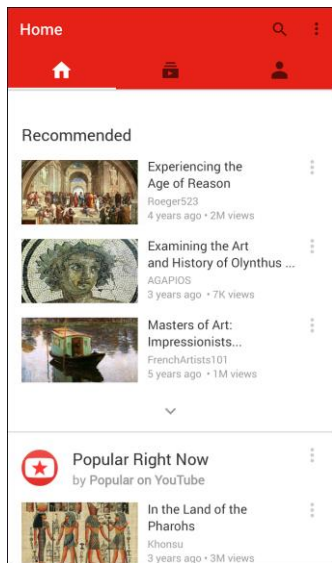 Home
Recommended
Experiencing the
Age of Reason
Roeger523
4 years ago • 2M views
Examining the Art
and History of Olynthus ...
AGAPIOS
3 years ago • 7K views
Masters of Art:
Impressionists...
FrenchArtists101
5 years ago • 1M views
Popular Right Now
by Popular on YouTube
In the Land of the
Pharohs
Khonsu
3 years ago • 3M views